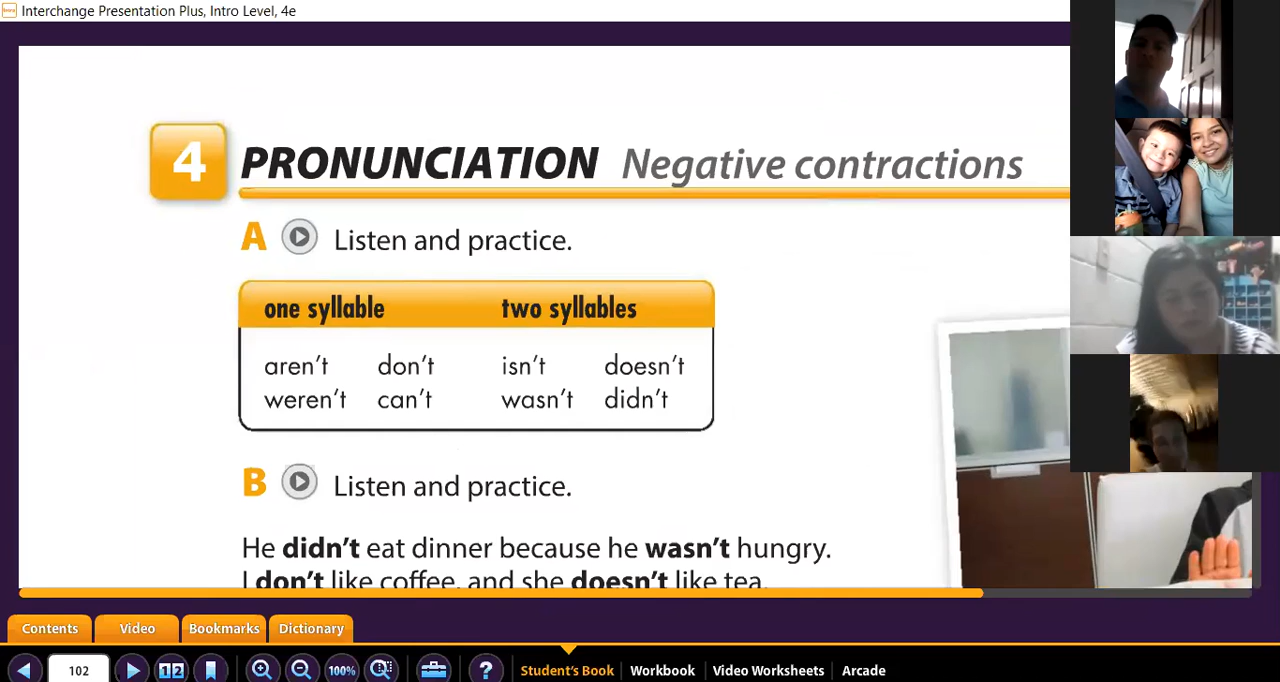 Interchange Presentation Plus, Intro Level, 4e
4 PRONUNCIATION Negative contractions
A Listen and practice.
one syllable two syllables
aren't don't isn't doesn't
weren't can't wasn't didn't
B Listen and practice.
He didn't eat dinner because he wasn't hungry.
I don't like coffee, and she doesn't like tea.
Contents Video Bookmarks Dictionary
102 1 2 100% ? Student's Book Workbook Video Worksheets Arcade